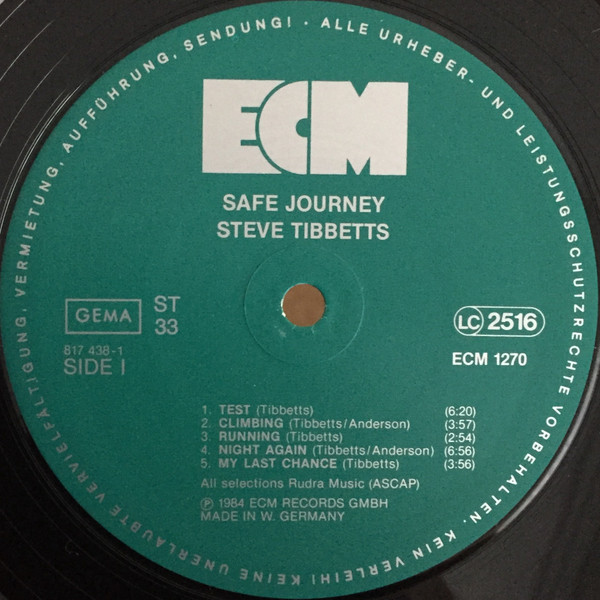 ALLE URHEBER- UND LEISTUNGSSCHUTZRECHTE VORBEHALTEN. KEIN VERLEIH! KEINE UNERLAUBTE VERVIELFÄLTIGUNG, VERMIETUNG, AUFFÜHRUNG, SENDUNG! ·
ECM
SAFE JOURNEY
STEVE TIBBETTS
GEMA
ST
33
LC 2516
817 438-1
SIDE I
ECM 1270
1. TEST (Tibbetts) (6:20)
2. CLIMBING (Tibbetts/Anderson) (3:57)
3. RUNNING (Tibbetts) (2:54)
4. NIGHT AGAIN (Tibbetts/Anderson) (6:56)
5. MY LAST CHANCE (Tibbetts) (3:56)
All selections Rudra Music (ASCAP)
Ⓟ 1984 ECM RECORDS GMBH
MADE IN W. GERMANY